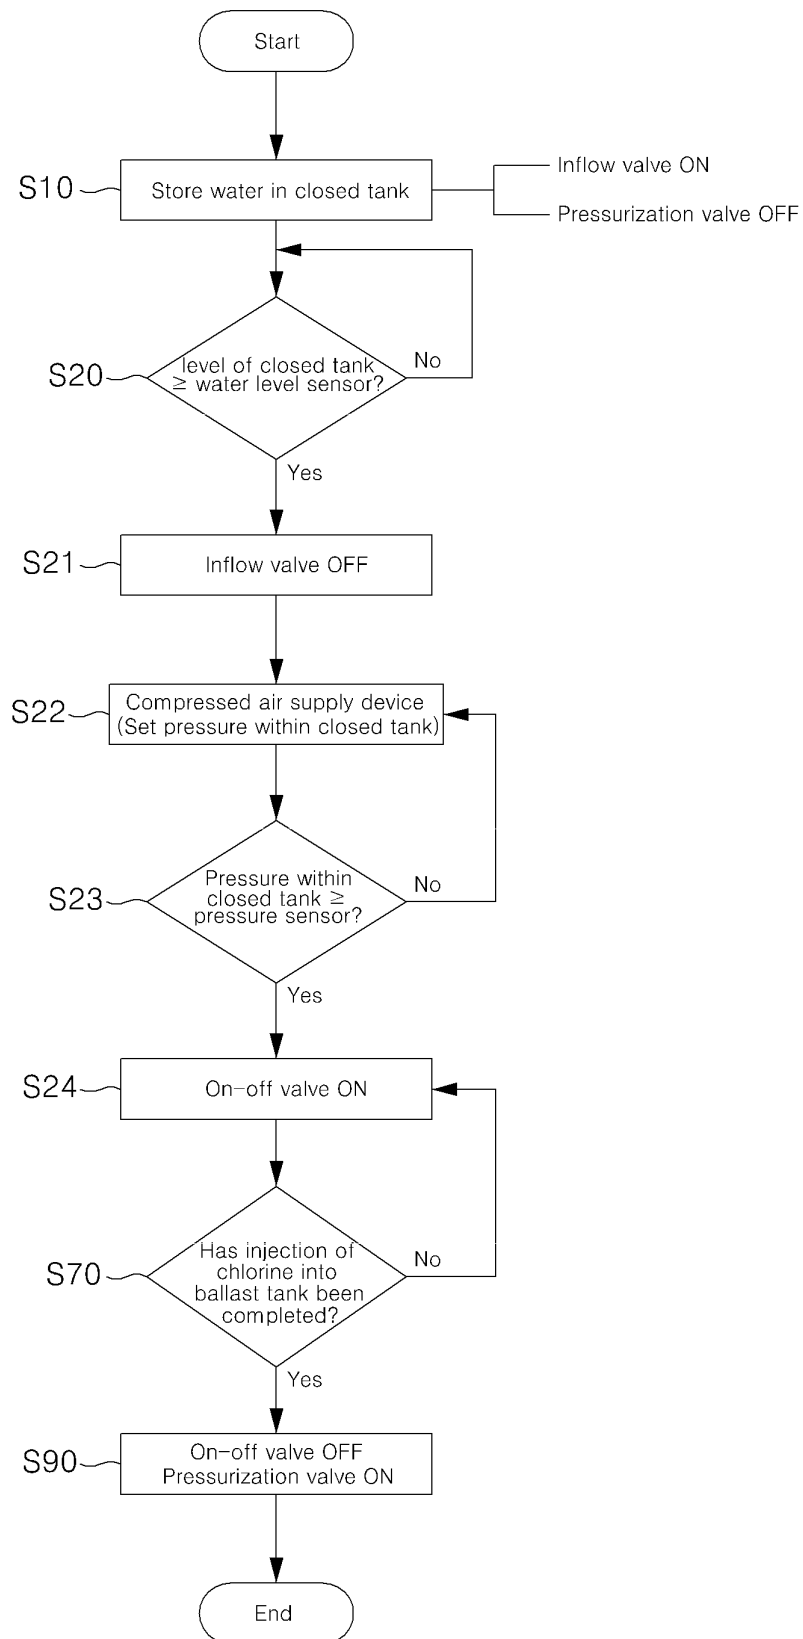 Start
S10
Store water in closed tank
Inflow valve ON
Pressurization valve OFF
S20
level of closed tank
≥ water level sensor?
No
Yes
S21
Inflow valve OFF
S22
Compressed air supply device
(Set pressure within closed tank)
S23
Pressure within
closed tank ≥
pressure sensor?
No
Yes
S24
On-off valve ON
S70
Has injection of
chlorine into
ballast tank been
completed?
No
Yes
S90
On-off valve OFF
Pressurization valve ON
End